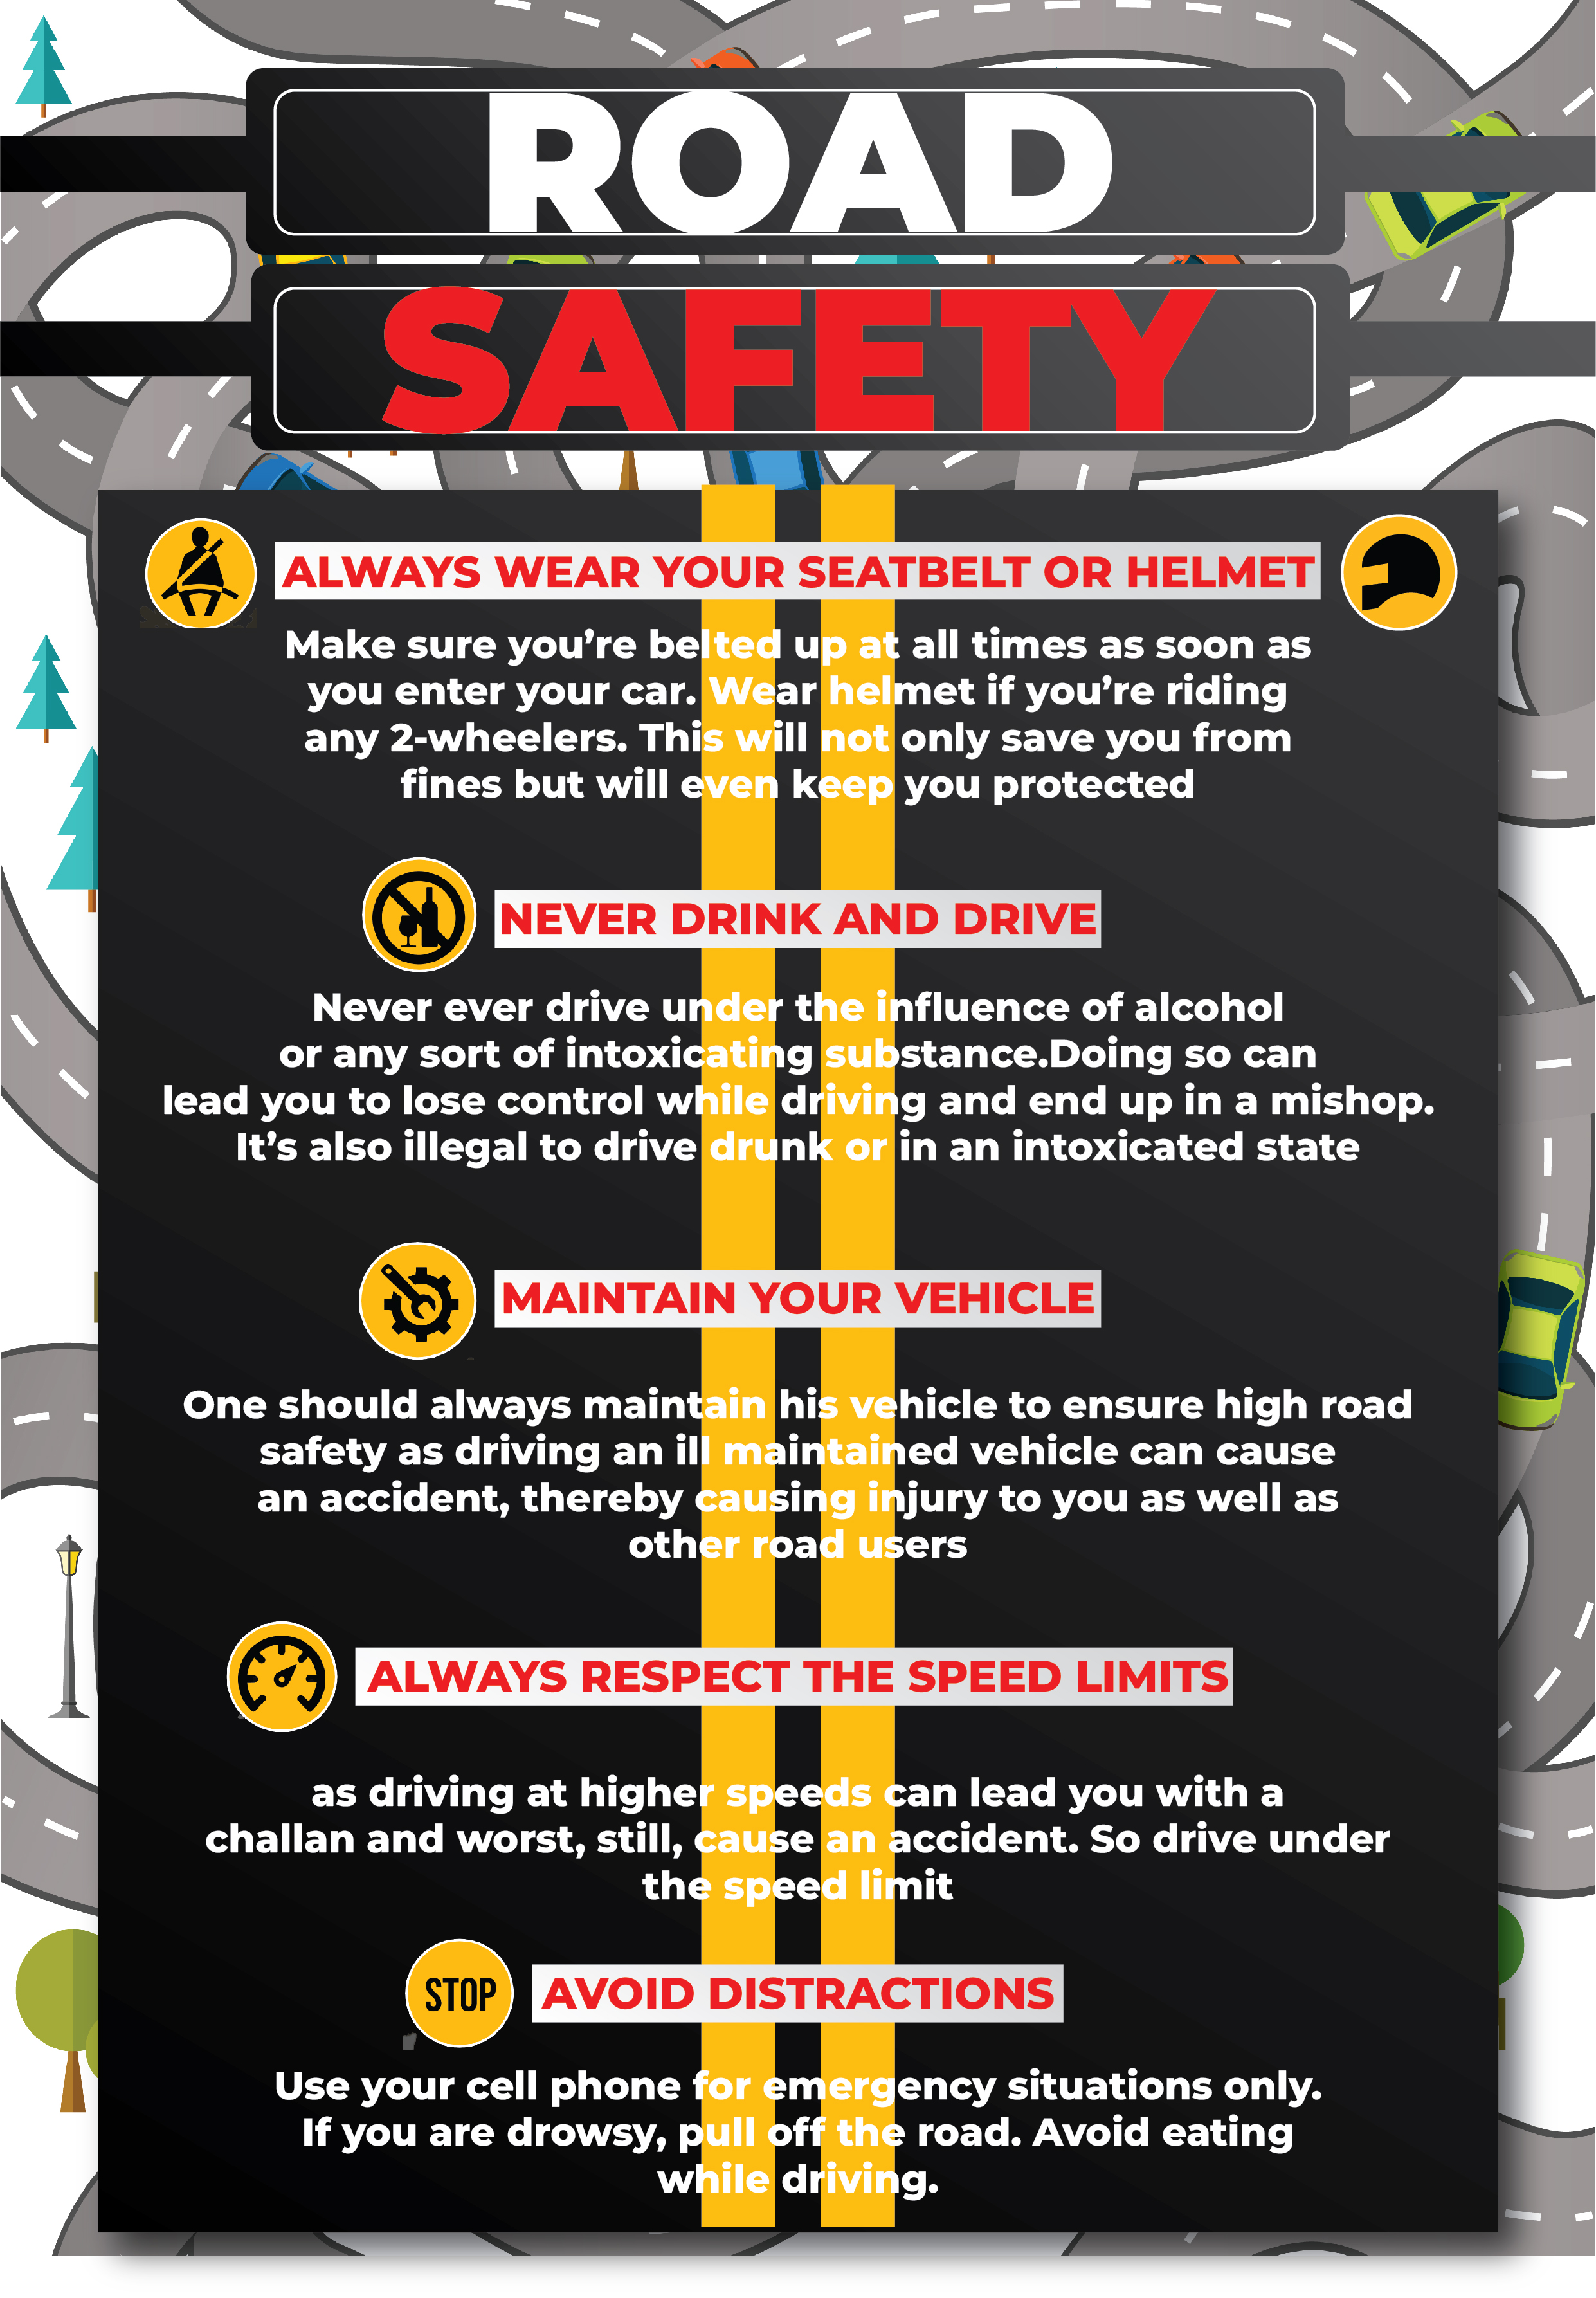 ROAD
SAFETY
ALWAYS WEAR YOUR SEATBELT OR HELMET
Make sure you're belted up at all times as soon as
you enter your car. Wear helmet if you're riding
any 2-wheelers. This will not only save you from
fines but will even keep you protected
NEVER DRINK AND DRIVE
Never ever drive under the influence of alcohol
or any sort of intoxicating substance.Doing so can
lead you to lose control while driving and end up in a mishop.
It's also illegal to drive drunk or in an intoxicated state
MAINTAIN YOUR VEHICLE
One should always maintain his vehicle to ensure high road
safety as driving an ill maintained vehicle can cause
an accident, thereby causing injury to you as well as
other road users
ALWAYS RESPECT THE SPEED LIMITS
as driving at higher speeds can lead you with a
challan and worst, still, cause an accident. So drive under
the speed limit
STOP AVOID DISTRACTIONS
Use your cell phone for emergency situations only.
If you are drowsy, pull off the road. Avoid eating
while driving.